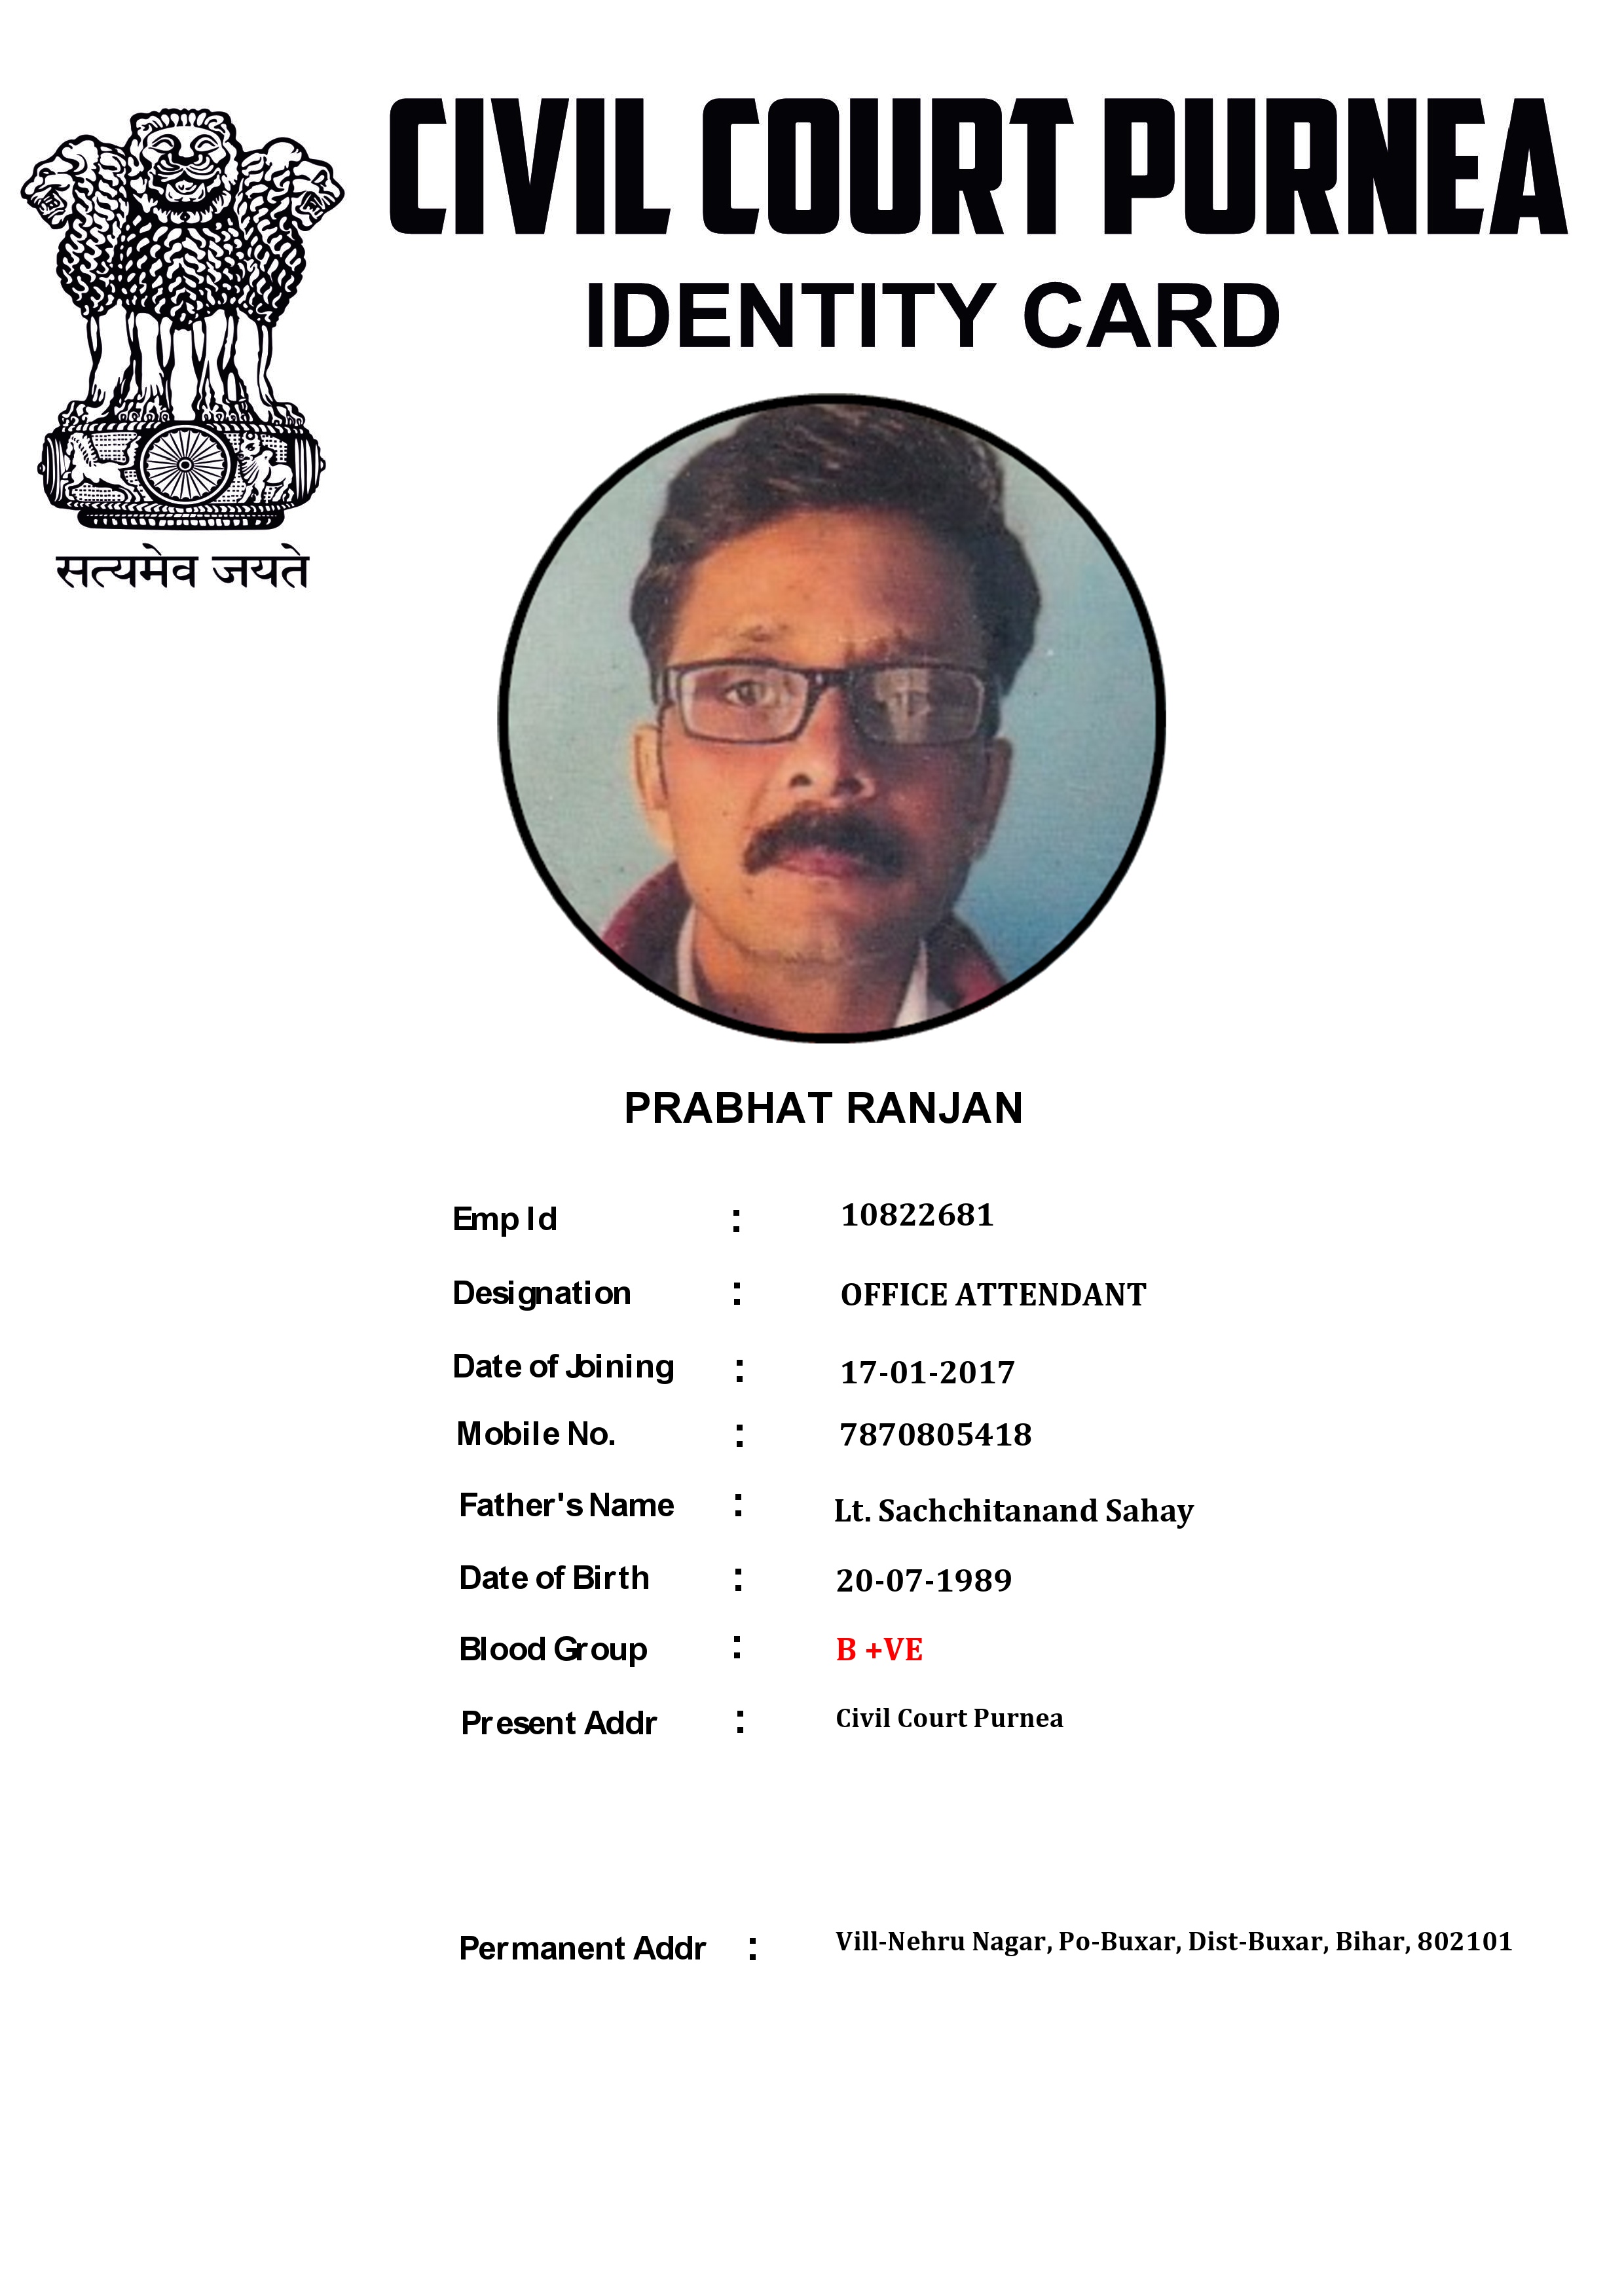 CIVIL COURT PURNEA
IDENTITY CARD
सत्यमेव जयते
PRABHAT RANJAN
Emp Id : 10822681
Designation : OFFICE ATTENDANT
Date of Joining : 17-01-2017
Mobile No. : 7870805418
Father's Name : Lt. Sachchitanand Sahay
Date of Birth : 20-07-1989
Blood Group : B +VE
Present Addr : Civil Court Purnea
Permanent Addr : Vill-Nehru Nagar, Po-Buxar, Dist-Buxar, Bihar, 802101